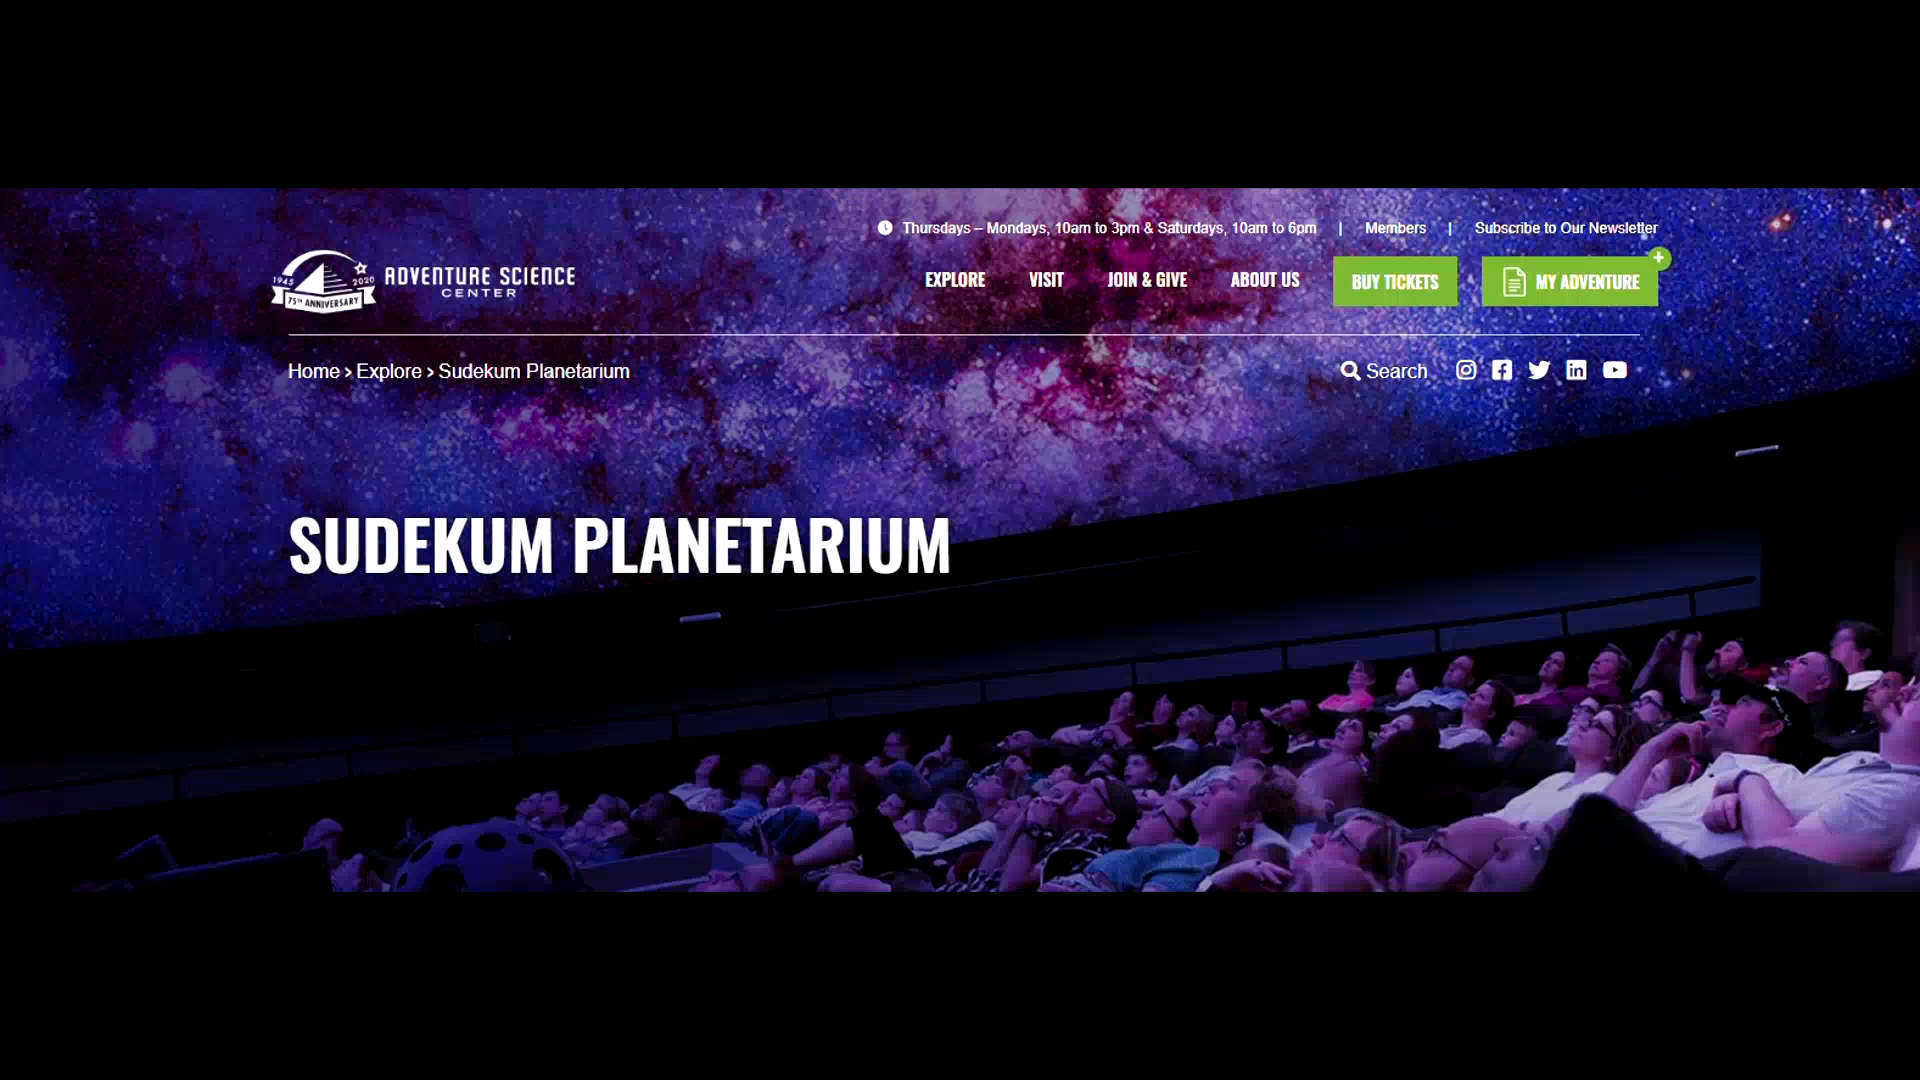 Thursdays – Mondays, 10am to 3pm & Saturdays, 10am to 6pm | Members | Subscribe to Our Newsletter
1945 2020
75TH ANNIVERSARY
ADVENTURE SCIENCE
CENTER
EXPLORE VISIT JOIN & GIVE ABOUT US BUY TICKETS MY ADVENTURE +
Home › Explore › Sudekum Planetarium
Search
SUDEKUM PLANETARIUM